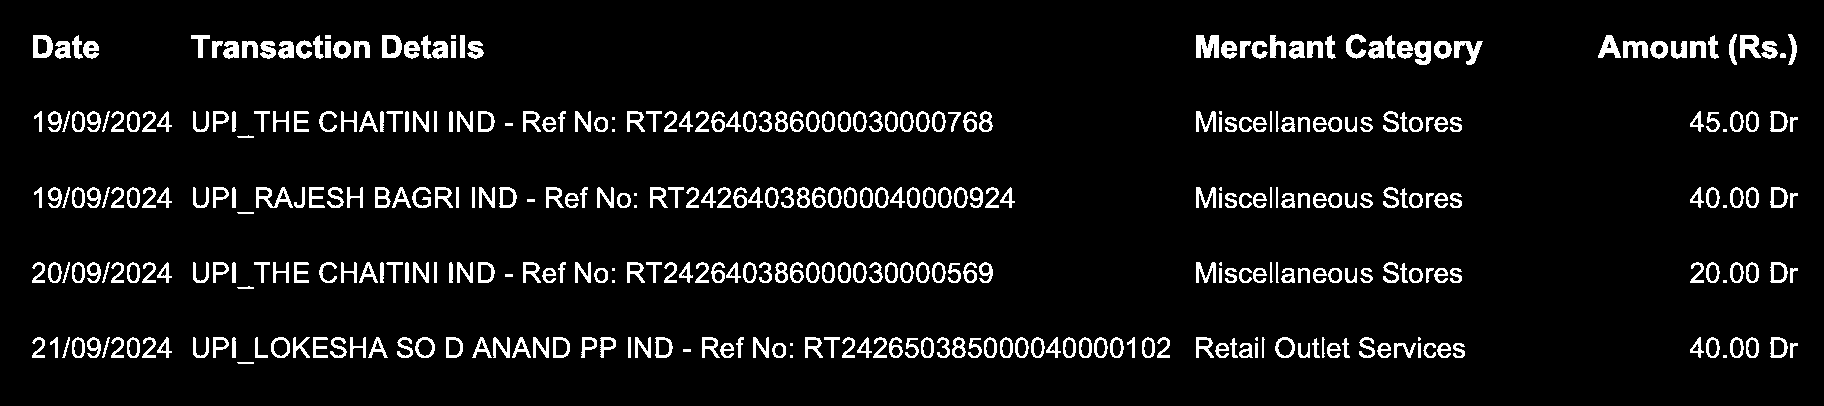 Date Transaction Details Merchant Category Amount (Rs.)
19/09/2024 UPI_THE CHAITINI IND - Ref No: RT242640386000030000768 Miscellaneous Stores 45.00 Dr
19/09/2024 UPI_RAJESH BAGRI IND - Ref No: RT242640386000040000924 Miscellaneous Stores 40.00 Dr
20/09/2024 UPI_THE CHAITINI IND - Ref No: RT242640386000030000569 Miscellaneous Stores 20.00 Dr
21/09/2024 UPI_LOKESHA SO D ANAND PP IND - Ref No: RT242650385000040000102 Retail Outlet Services 40.00 Dr